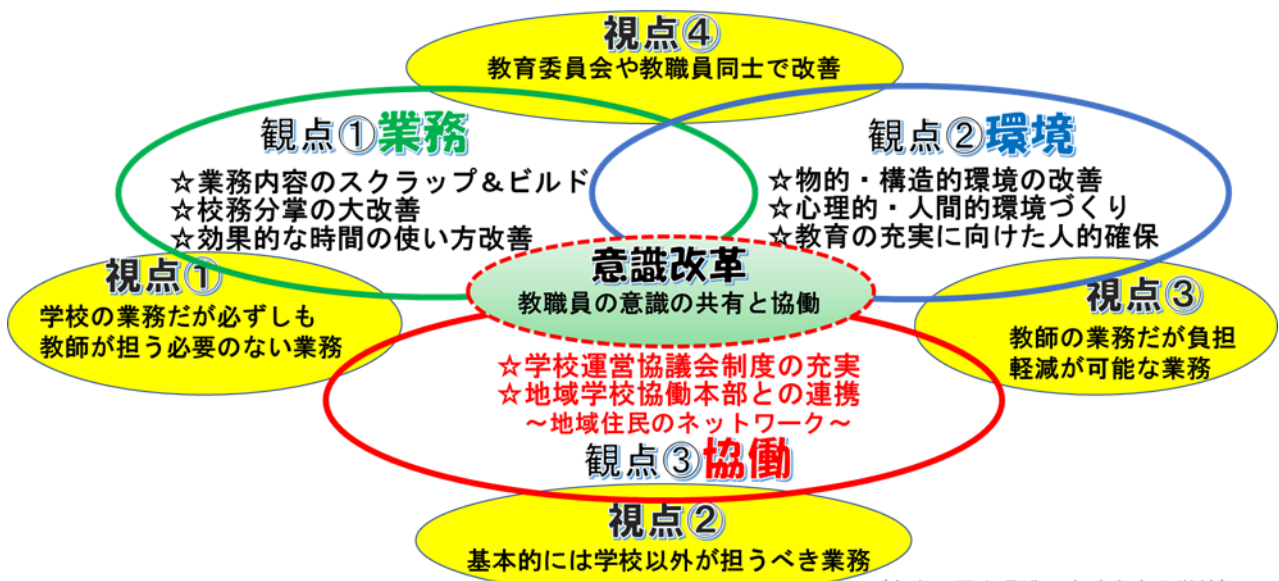 視点④
教育委員会や教職員同士で改善
観点①業務
☆業務内容のスクラップ＆ビルド
☆校務分掌の大改善
☆効果的な時間の使い方改善
観点②環境
☆物的・構造的環境の改善
☆心理的・人間的環境づくり
☆教育の充実に向けた人的確保
意識改革
教職員の意識の共有と協働
視点①
学校の業務だが必ずしも
教師が担う必要のない業務
視点③
教師の業務だが負担
軽減が可能な業務
☆学校運営協議会制度の充実
☆地域学校協働本部との連携
～地域住民のネットワーク～
観点③協働
視点②
基本的には学校以外が担うべき業務